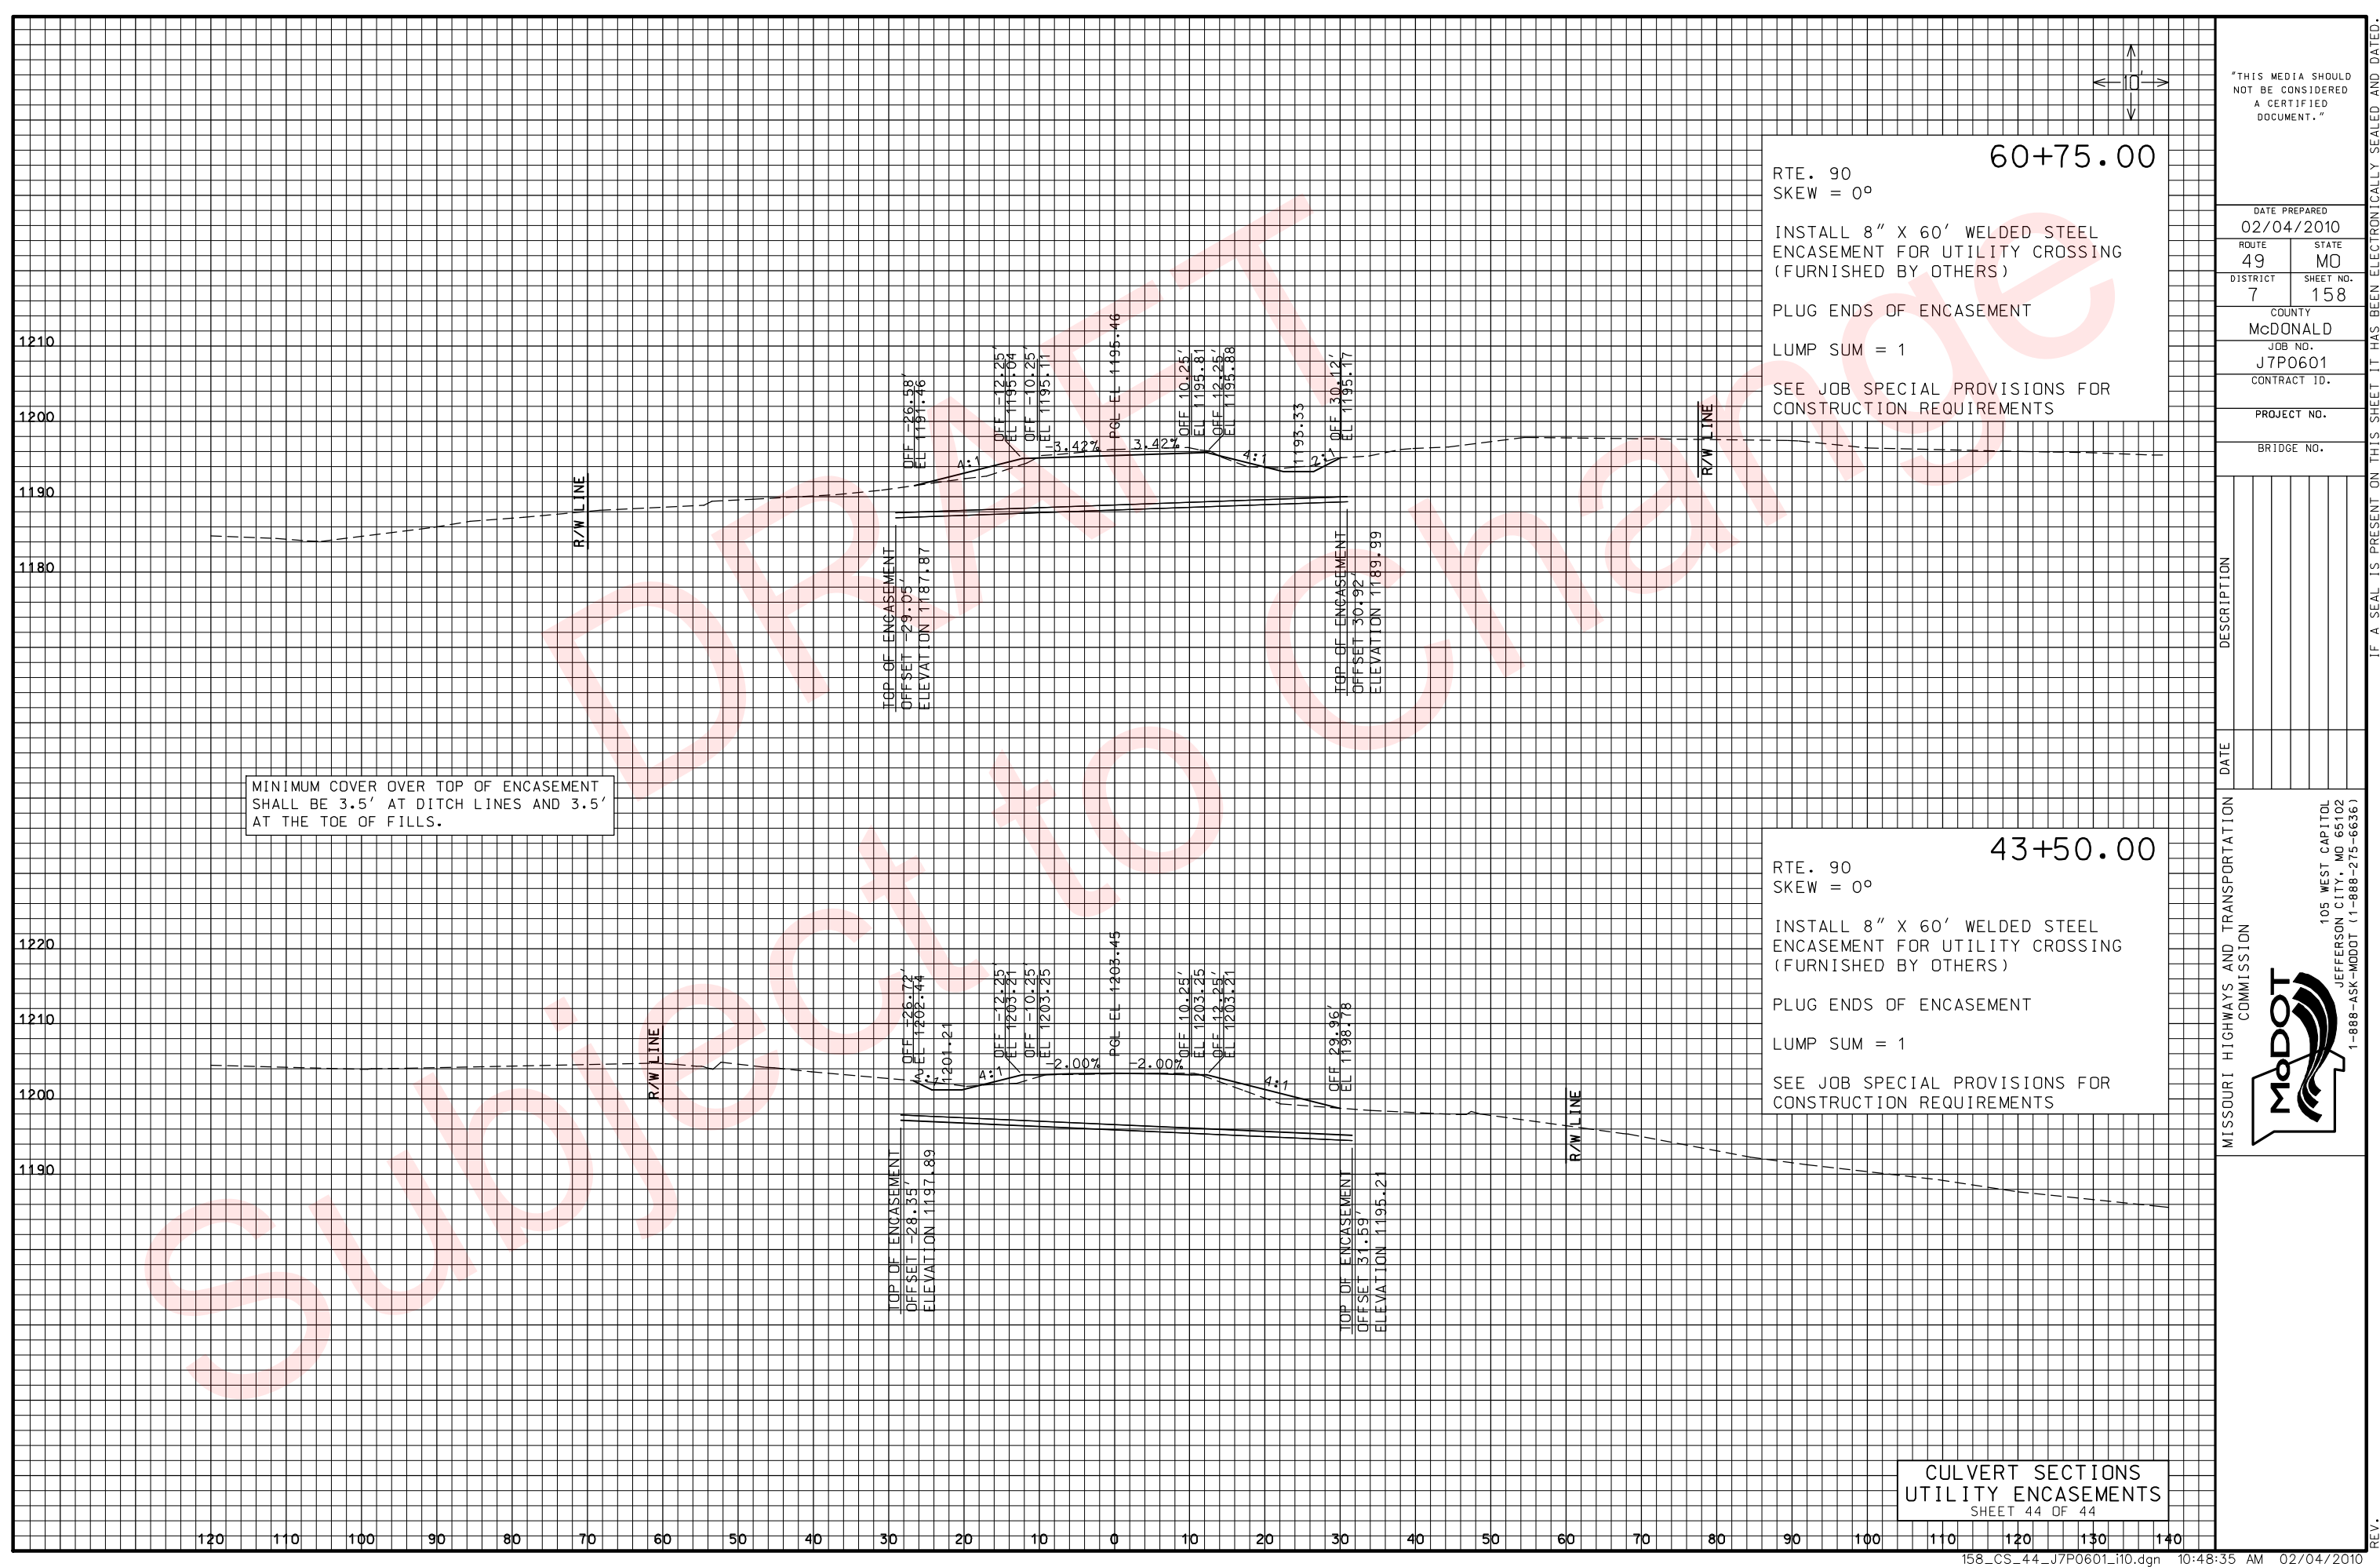 10'
60+75.00
RTE. 90
SKEW = 0°
INSTALL 8" X 60' WELDED STEEL
ENCASEMENT FOR UTILITY CROSSING
(FURNISHED BY OTHERS)
PLUG ENDS OF ENCASEMENT
LUMP SUM = 1
SEE JOB SPECIAL PROVISIONS FOR
CONSTRUCTION REQUIREMENTS
1210
1200
1190
1180
R/W LINE
OFF -26.58'
EL 1191.46
OFF -12.25'
EL 1195.04
OFF -10.25'
EL 1195.11
PGL EL 1195.46
OFF 10.25'
EL 1195.81
OFF 12.25'
EL 1195.88
1193.33
OFF 30.12'
EL 1195.17
R/W LINE
4:1
-3.42%
3.42%
4:1
2:1
TOP OF ENCASEMENT
OFFSET -29.05'
ELEVATION 1187.87
TOP OF ENCASEMENT
OFFSET 30.92'
ELEVATION 1189.99
DRAFT
Subject to Change
MINIMUM COVER OVER TOP OF ENCASEMENT
SHALL BE 3.5' AT DITCH LINES AND 3.5'
AT THE TOE OF FILLS.
43+50.00
RTE. 90
SKEW = 0°
INSTALL 8" X 60' WELDED STEEL
ENCASEMENT FOR UTILITY CROSSING
(FURNISHED BY OTHERS)
PLUG ENDS OF ENCASEMENT
LUMP SUM = 1
SEE JOB SPECIAL PROVISIONS FOR
CONSTRUCTION REQUIREMENTS
1220
1210
1200
1190
R/W LINE
OFF -26.72'
EL 1202.44
1201.21
OFF -12.25'
EL 1203.21
OFF -10.25'
EL 1203.25
PGL EL 1203.45
OFF 10.25'
EL 1203.25
OFF 12.25'
EL 1203.21
OFF 29.96'
EL 1198.78
R/W LINE
4:1
-2.00%
-2.00%
4:1
TOP OF ENCASEMENT
OFFSET -28.35'
ELEVATION 1197.89
TOP OF ENCASEMENT
OFFSET 31.59'
ELEVATION 1195.21
CULVERT SECTIONS
UTILITY ENCASEMENTS
SHEET 44 OF 44
120 110 100 90 80 70 60 50 40 30 20 10 0 10 20 30 40 50 60 70 80 90 100 110 120 130 140
"THIS MEDIA SHOULD
NOT BE CONSIDERED
A CERTIFIED
DOCUMENT."
DATE PREPARED
02/04/2010
ROUTE STATE
49 MO
DISTRICT SHEET NO.
7 158
COUNTY
McDONALD
JOB NO.
J7P0601
CONTRACT ID.
PROJECT NO.
BRIDGE NO.
DESCRIPTION
DATE
MISSOURI HIGHWAYS AND TRANSPORTATION
COMMISSION
MoDOT
105 WEST CAPITOL
JEFFERSON CITY, MO 65102
1-888-ASK-MODOT (1-888-275-6636)
IF A SEAL IS PRESENT ON THIS SHEET IT HAS BEEN ELECTRONICALLY SEALED AND DATED.
REV.
158_CS_44_J7P0601_i10.dgn 10:48:35 AM 02/04/2010